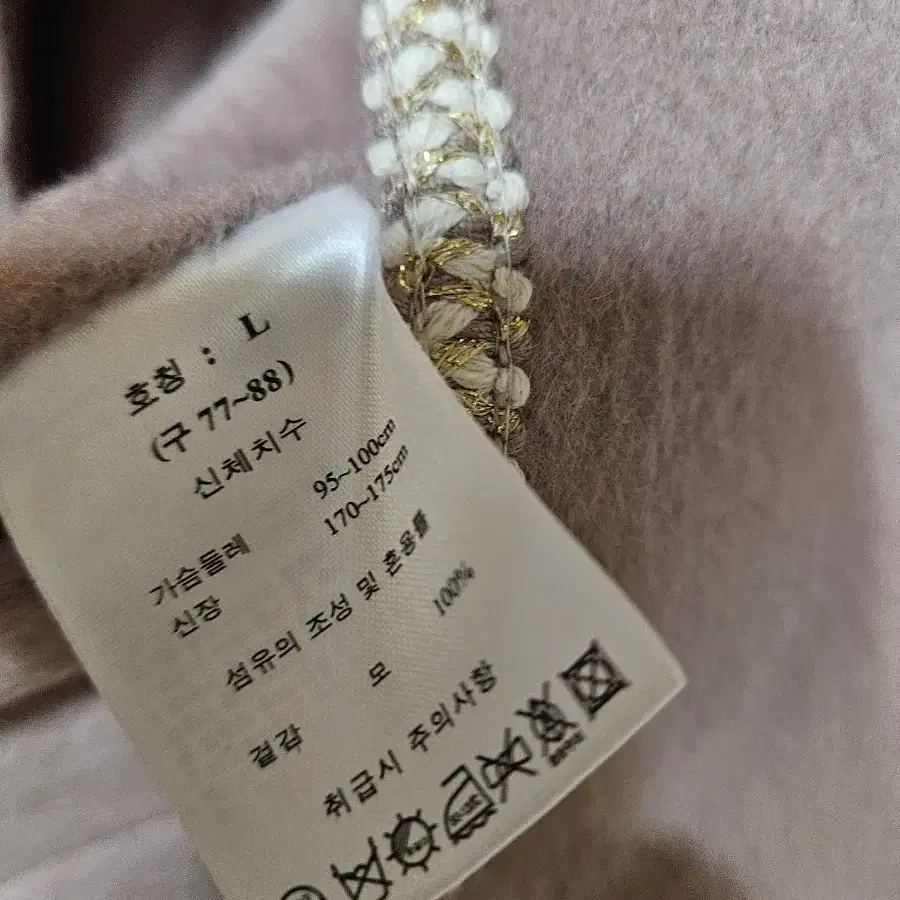 호칭 : L
(구 77~88)
신체치수
가슴둘레 95~100cm
신장 170~175cm
섬유의 조성 및 혼용률
겉감 모 100%
취급시 주의사항